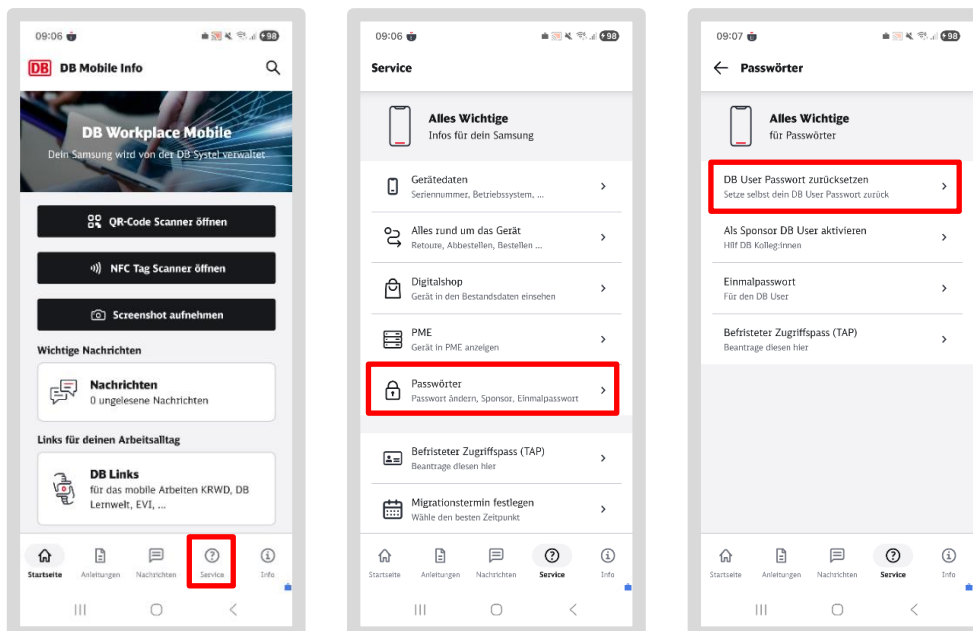 09:06
98
DB DB Mobile Info
DB Workplace Mobile
Dein Samsung wird von der DB Systel verwaltet
QR-Code Scanner öffnen
NFC Tag Scanner öffnen
Screenshot aufnehmen
Wichtige Nachrichten
Nachrichten
0 ungelesene Nachrichten
Links für deinen Arbeitsalltag
DB Links
für das mobile Arbeiten KRWD, DB
Lernwelt, EVI, ...
Startseite Anleitungen Nachrichten Service Info
09:06
98
Service
Alles Wichtige
Infos für dein Samsung
Gerätedaten
Seriennummer, Betriebssystem, ...
Alles rund um das Gerät
Retoure, Abbestellen, Bestellen ...
Digitalshop
Gerät in den Bestandsdaten einsehen
PME
Gerät in PME anzeigen
Passwörter
Passwort ändern, Sponsor, Einmalpasswort
Befristeter Zugriffspass (TAP)
Beantrage diesen hier
Migrationstermin festlegen
Wähle den besten Zeitpunkt
Startseite Anleitungen Nachrichten Service Info
09:07
98
Passwörter
Alles Wichtige
für Passwörter
DB User Passwort zurücksetzen
Setze selbst dein DB User Passwort zurück
Als Sponsor DB User aktivieren
Hilf DB Kolleg:innen
Einmalpasswort
Für den DB User
Befristeter Zugriffspass (TAP)
Beantrage diesen hier
Startseite Anleitungen Nachrichten Service Info